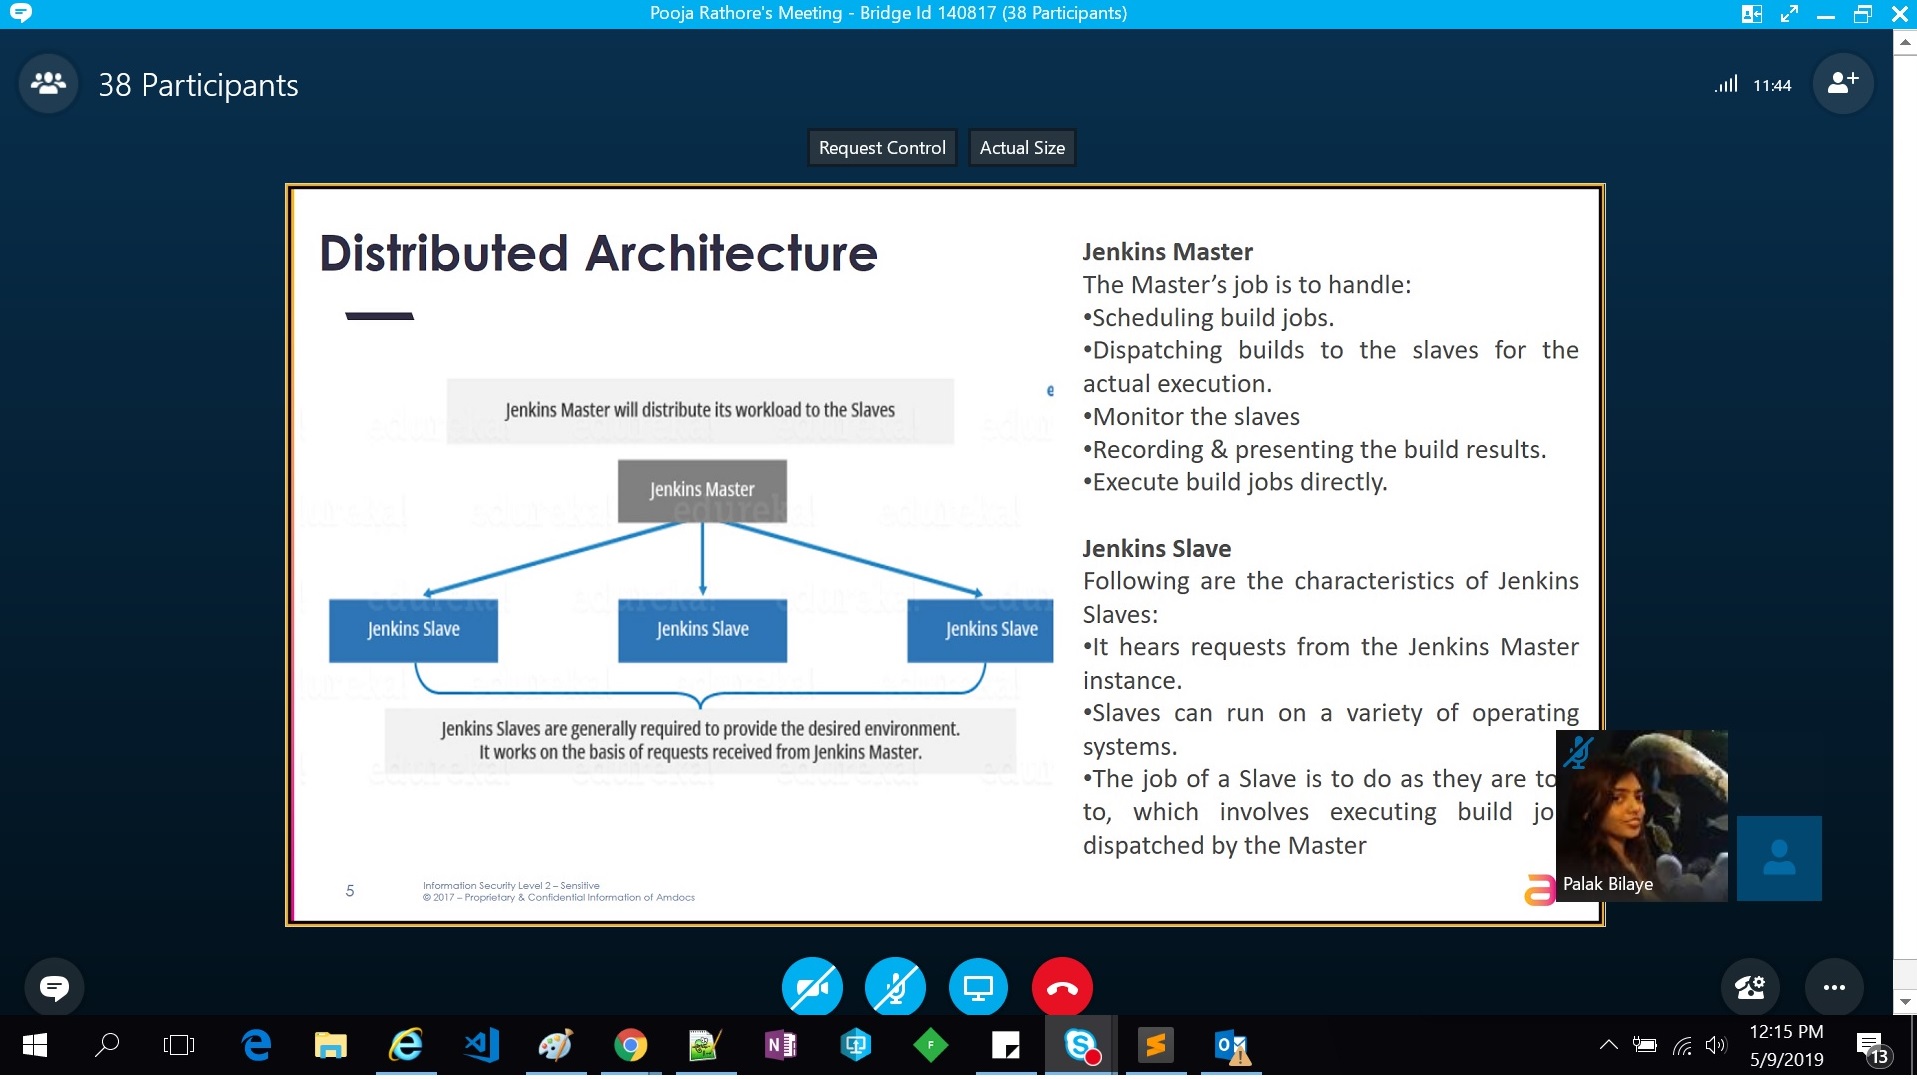 Pooja Rathore's Meeting - Bridge Id 140817 (38 Participants)
38 Participants
11:44
Request Control
Actual Size
Distributed Architecture
Jenkins Master will distribute its workload to the Slaves
Jenkins Master
Jenkins Slave
Jenkins Slave
Jenkins Slave
Jenkins Slaves are generally required to provide the desired environment.
It works on the basis of requests received from Jenkins Master.
edureka!
Jenkins Master
The Master’s job is to handle:
•Scheduling build jobs.
•Dispatching builds to the slaves for the
actual execution.
•Monitor the slaves
•Recording & presenting the build results.
•Execute build jobs directly.
Jenkins Slave
Following are the characteristics of Jenkins
Slaves:
•It hears requests from the Jenkins Master
instance.
•Slaves can run on a variety of operating
systems.
•The job of a Slave is to do as they are to
to, which involves executing build jo
dispatched by the Master
5
Information Security Level 2 – Sensitive
© 2017 – Proprietary & Confidential Information of Amdocs
Palak Bilaye
12:15 PM
5/9/2019
13